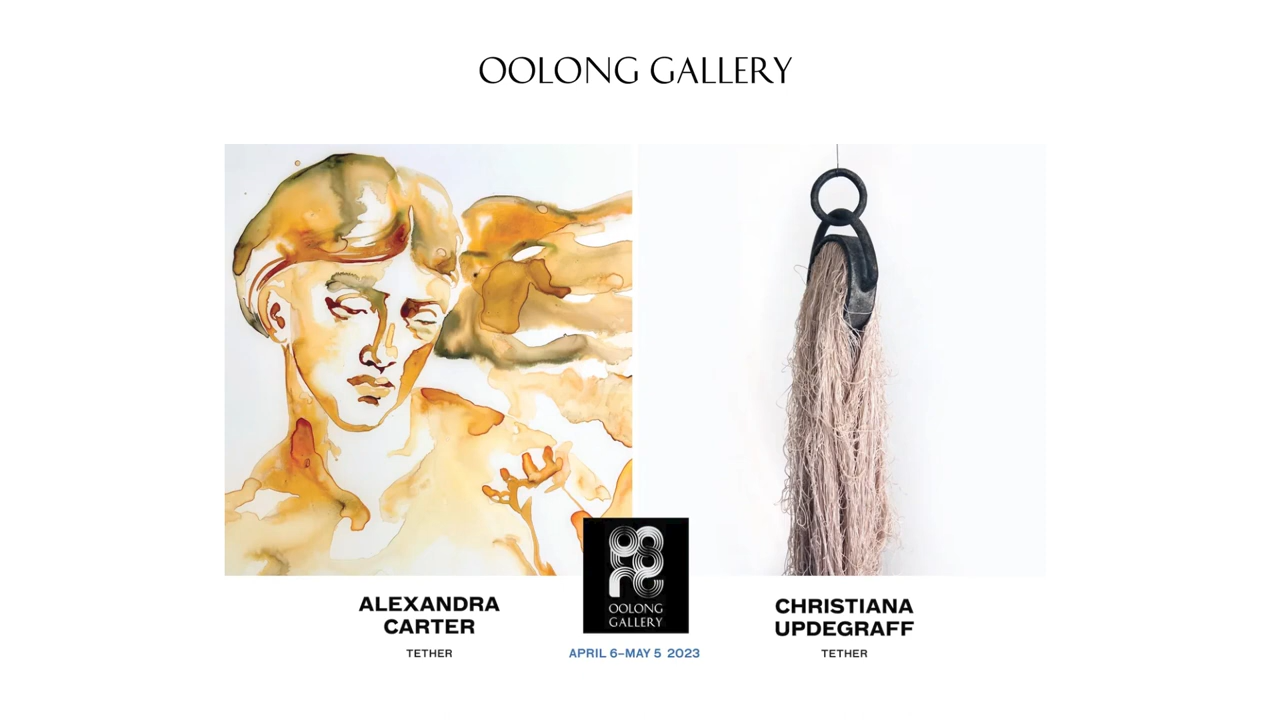 OOLONG GALLERY
ALEXANDRA
CARTER
TETHER
OOLONG
GALLERY
APRIL 6–MAY 5 2023
CHRISTIANA
UPDEGRAFF
TETHER